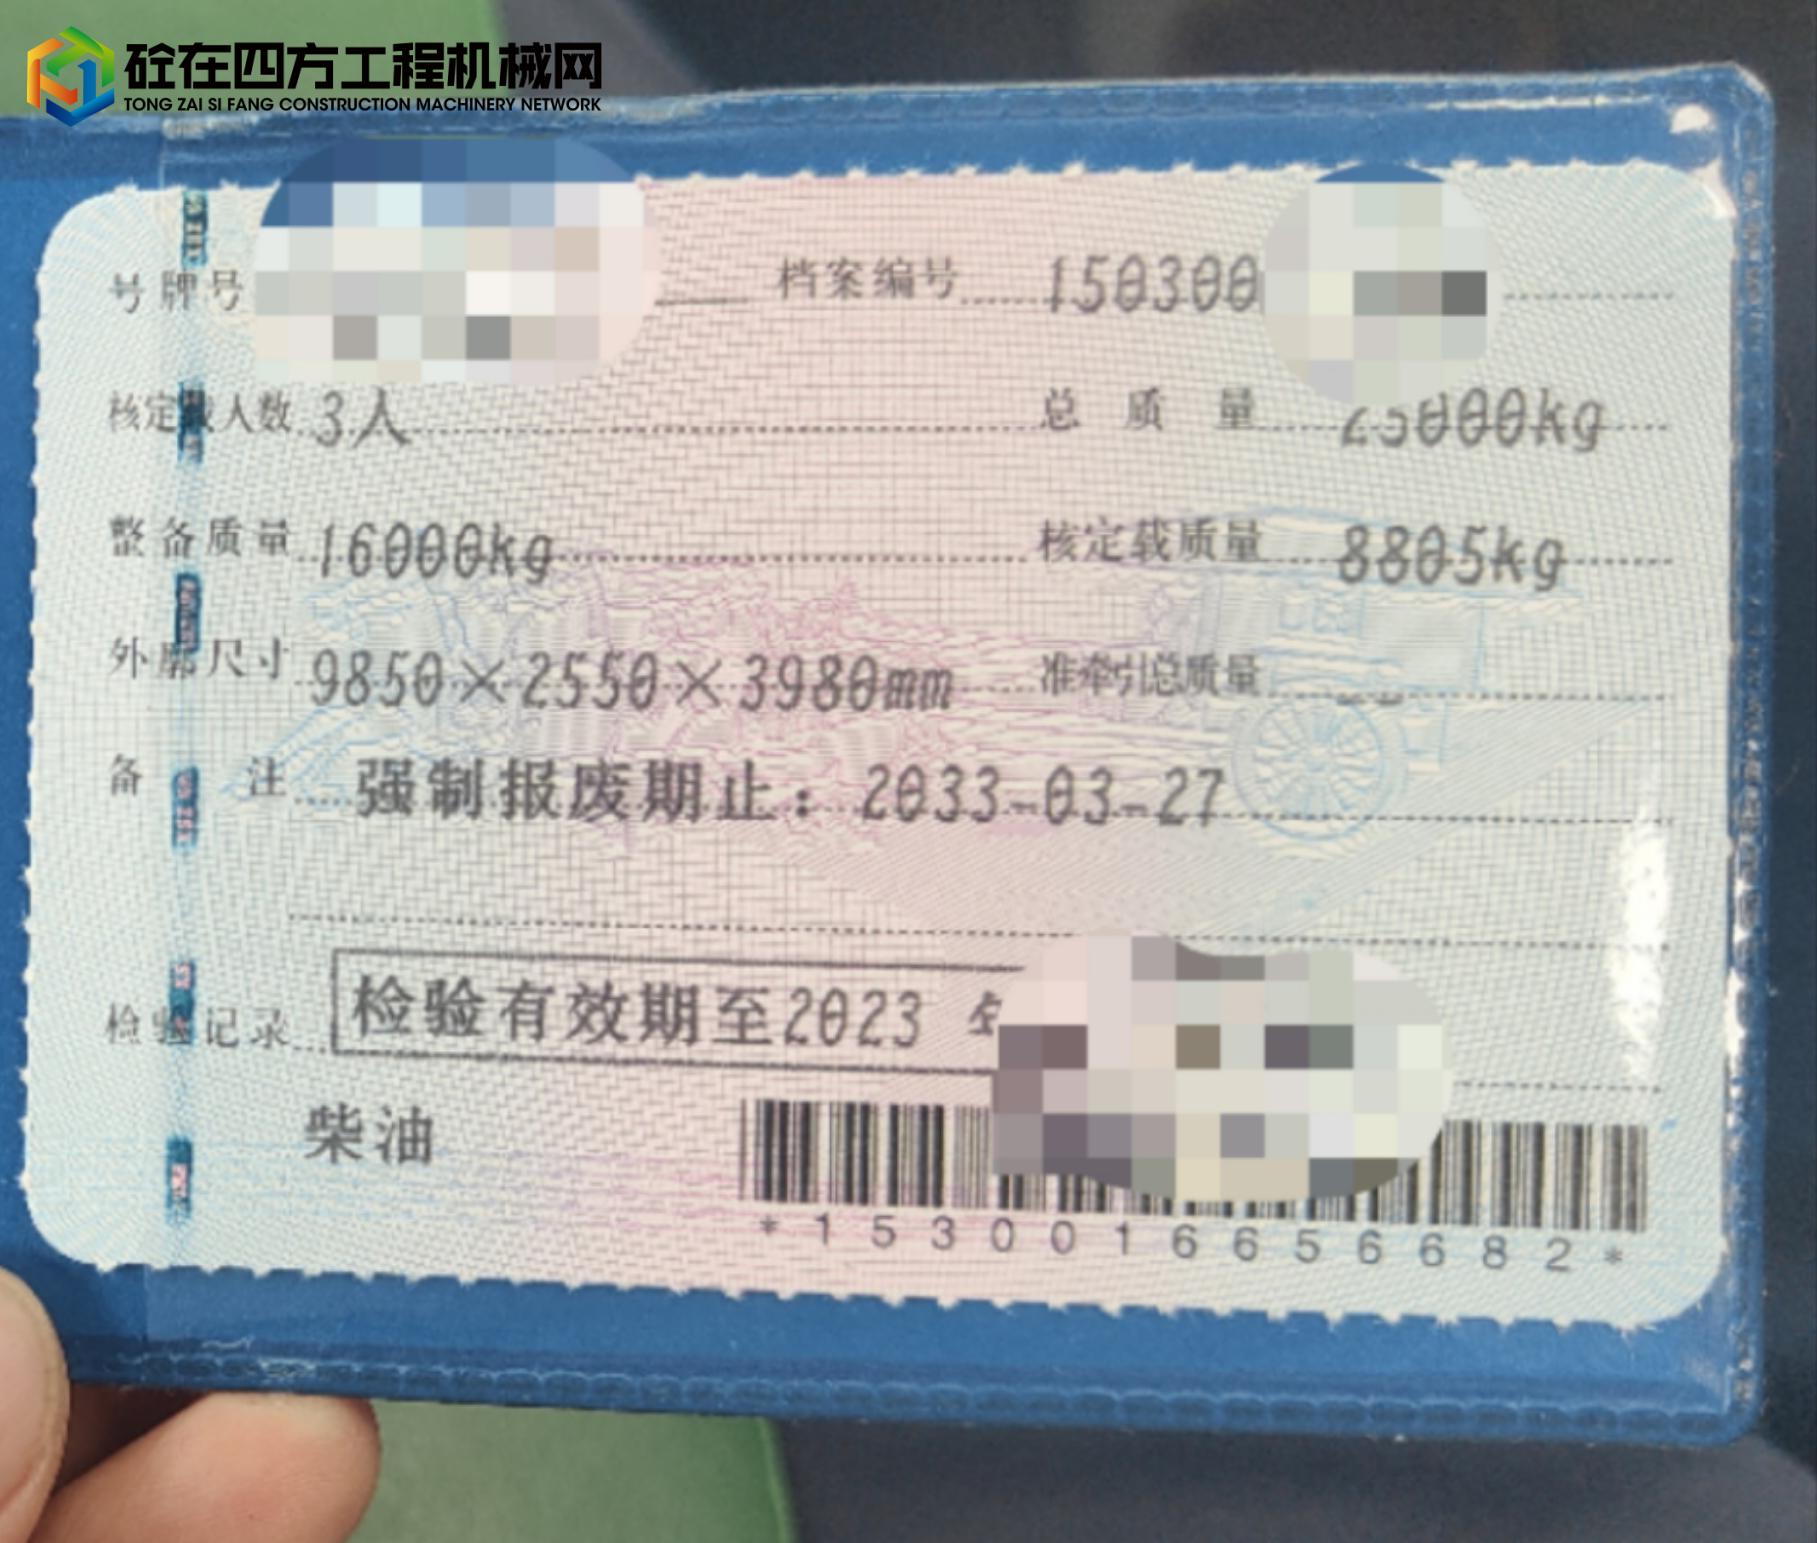 砼在四方工程机械网
TONG ZAI SI FANG CONSTRUCTION MACHINERY NETWORK
号牌号 档案编号 150300
核定载人数 3人 总质量 25000kg
整备质量 16000kg 核定载质量 8805kg
外廓尺寸 9850×2550×3980mm 准牵引总质量 --
备注 强制报废期止：2033-03-27
检验记录 检验有效期至2023
柴油
*1530016656682*